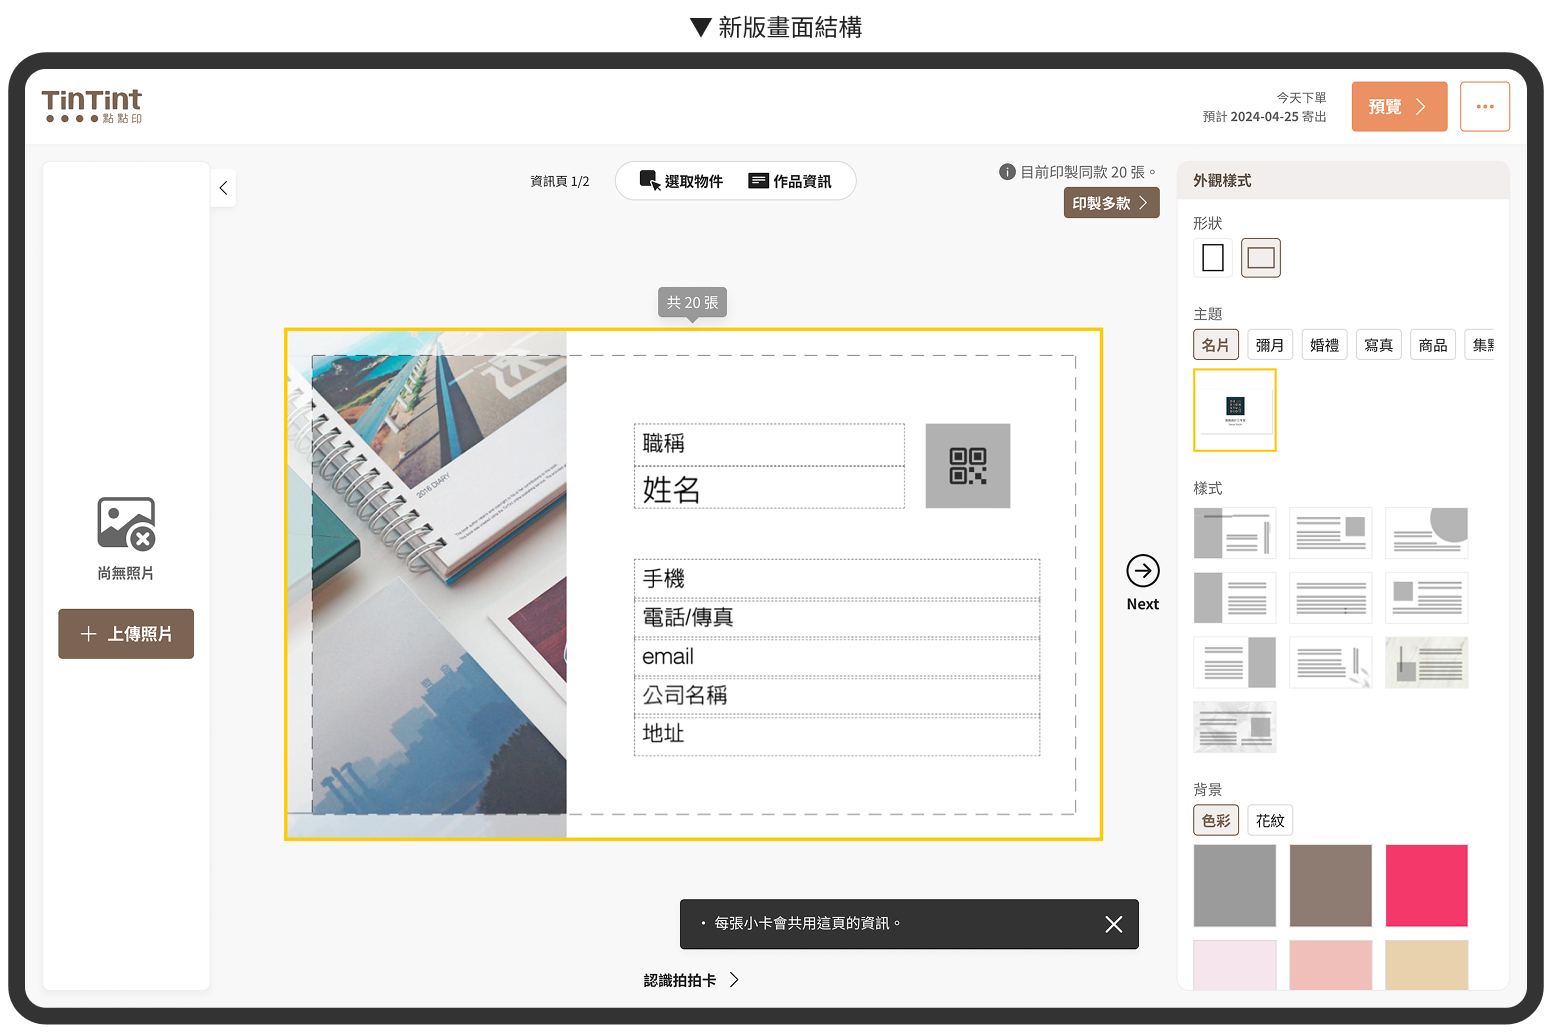 ▼ 新版畫面結構
TinTint
點點印
今天下單
預計 2024-04-25 寄出
預覽
資訊頁 1/2
選取物件
作品資訊
目前印製同款 20 張。
印製多款
外觀樣式
形狀
共 20 張
主題
名片
彌月
婚禮
寫真
商品
集
2016 DIARY
職稱
姓名
樣式
尚無照片
上傳照片
手機
電話/傳真
email
公司名稱
地址
Next
背景
色彩
花紋
・ 每張小卡會共用這頁的資訊。
認識拍拍卡